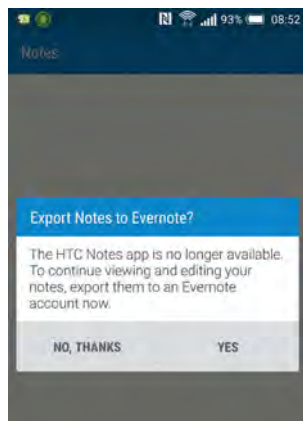 93% 08:52
Notes
Export Notes to Evernote?
The HTC Notes app is no longer available.
To continue viewing and editing your
notes, export them to an Evernote
account now.
NO, THANKS YES